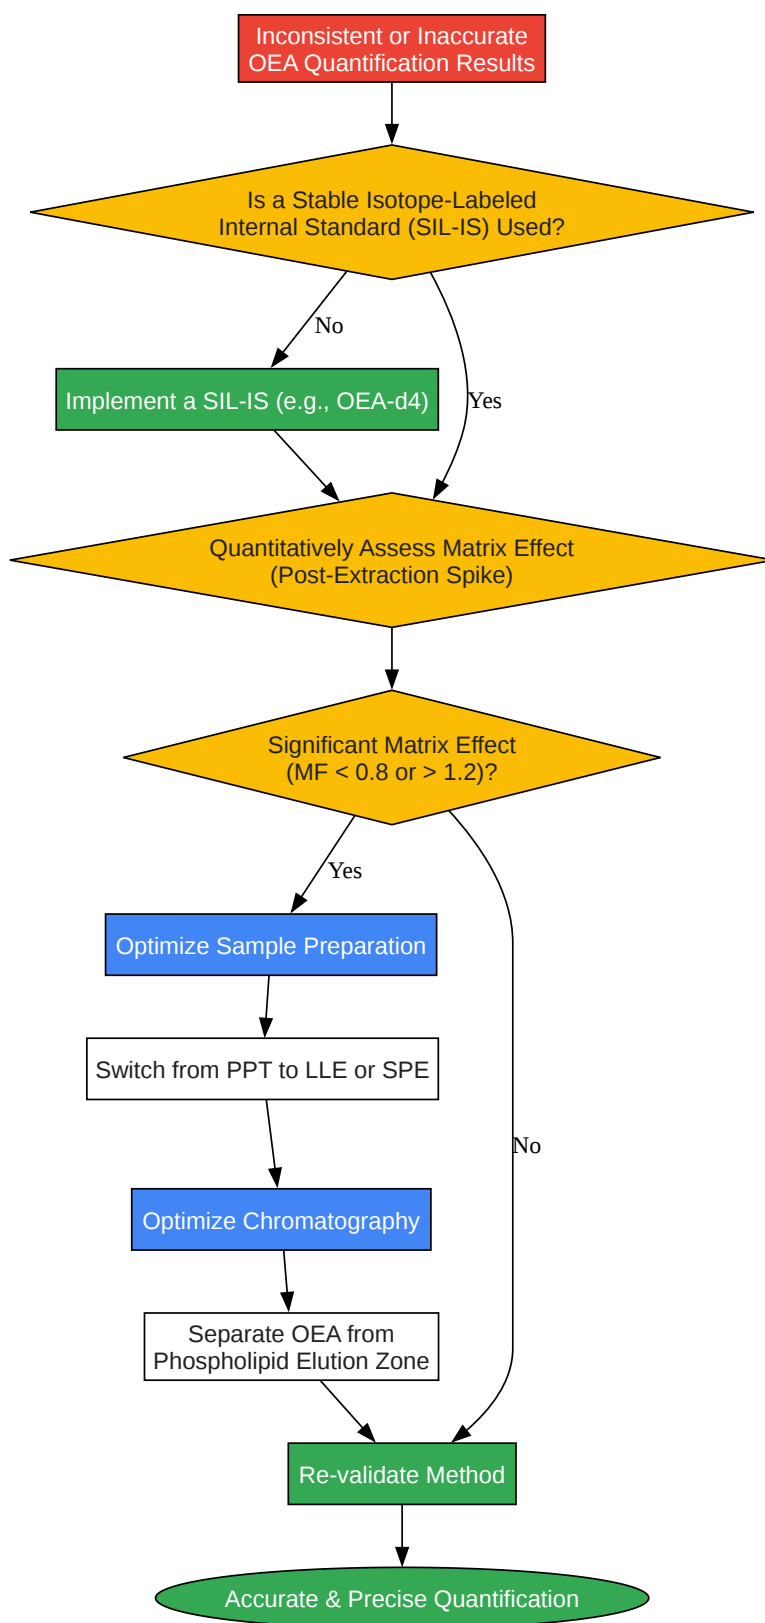 Inconsistent or Inaccurate
OEA Quantification Results
Is a Stable Isotope-Labeled
Internal Standard (SIL-IS) Used?
No
Implement a SIL-IS (e.g., OEA-d4)
Yes
Quantitatively Assess Matrix Effect
(Post-Extraction Spike)
Significant Matrix Effect
(MF < 0.8 or > 1.2)?
Yes
Optimize Sample Preparation
Switch from PPT to LLE or SPE
No
Optimize Chromatography
Separate OEA from
Phospholipid Elution Zone
Re-validate Method
Accurate & Precise Quantification